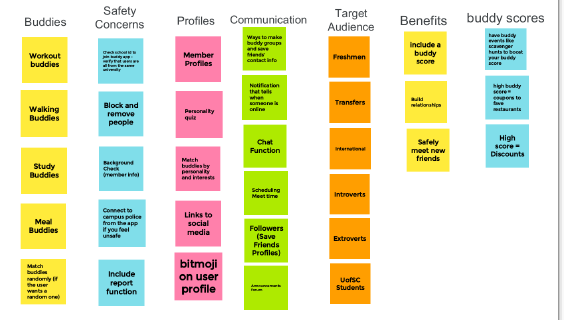 Buddies
Workout
buddies
Walking
Buddies
Study
Buddies
Meal
Buddies
Match
buddies
randomly (if
the user
wants a
random one)
Safety
Concerns
Check school id to
join buddy app -
verify that users are
all from the same
university
Block and
remove
people
Background
Check
(member info)
Connect to
campus police
from the app
if you feel
unsafe
Include
report
function
Profiles
Member
Profiles
Personality
quiz
Match
buddies by
personality
and interests
Links to
social
media
bitmoji
on user
profile
Communication
Ways to make
buddy groups
and save
friends'
contact info
Notification
that tells
when
someone is
online
Chat
Function
Scheduling
Meet time
Followers
(Save
Friends
Profiles)
Announcements
forum
Target
Audience
Freshmen
Transfers
International
Introverts
Extroverts
UofSC
Students
Benefits
Include a
buddy
score
Build
relationships
Safely
meet new
friends
buddy scores
have buddy
events like
scavenger
hunts to boost
your buddy
score
high buddy
score =
coupons to
fave
restaurants
High
score =
Discounts